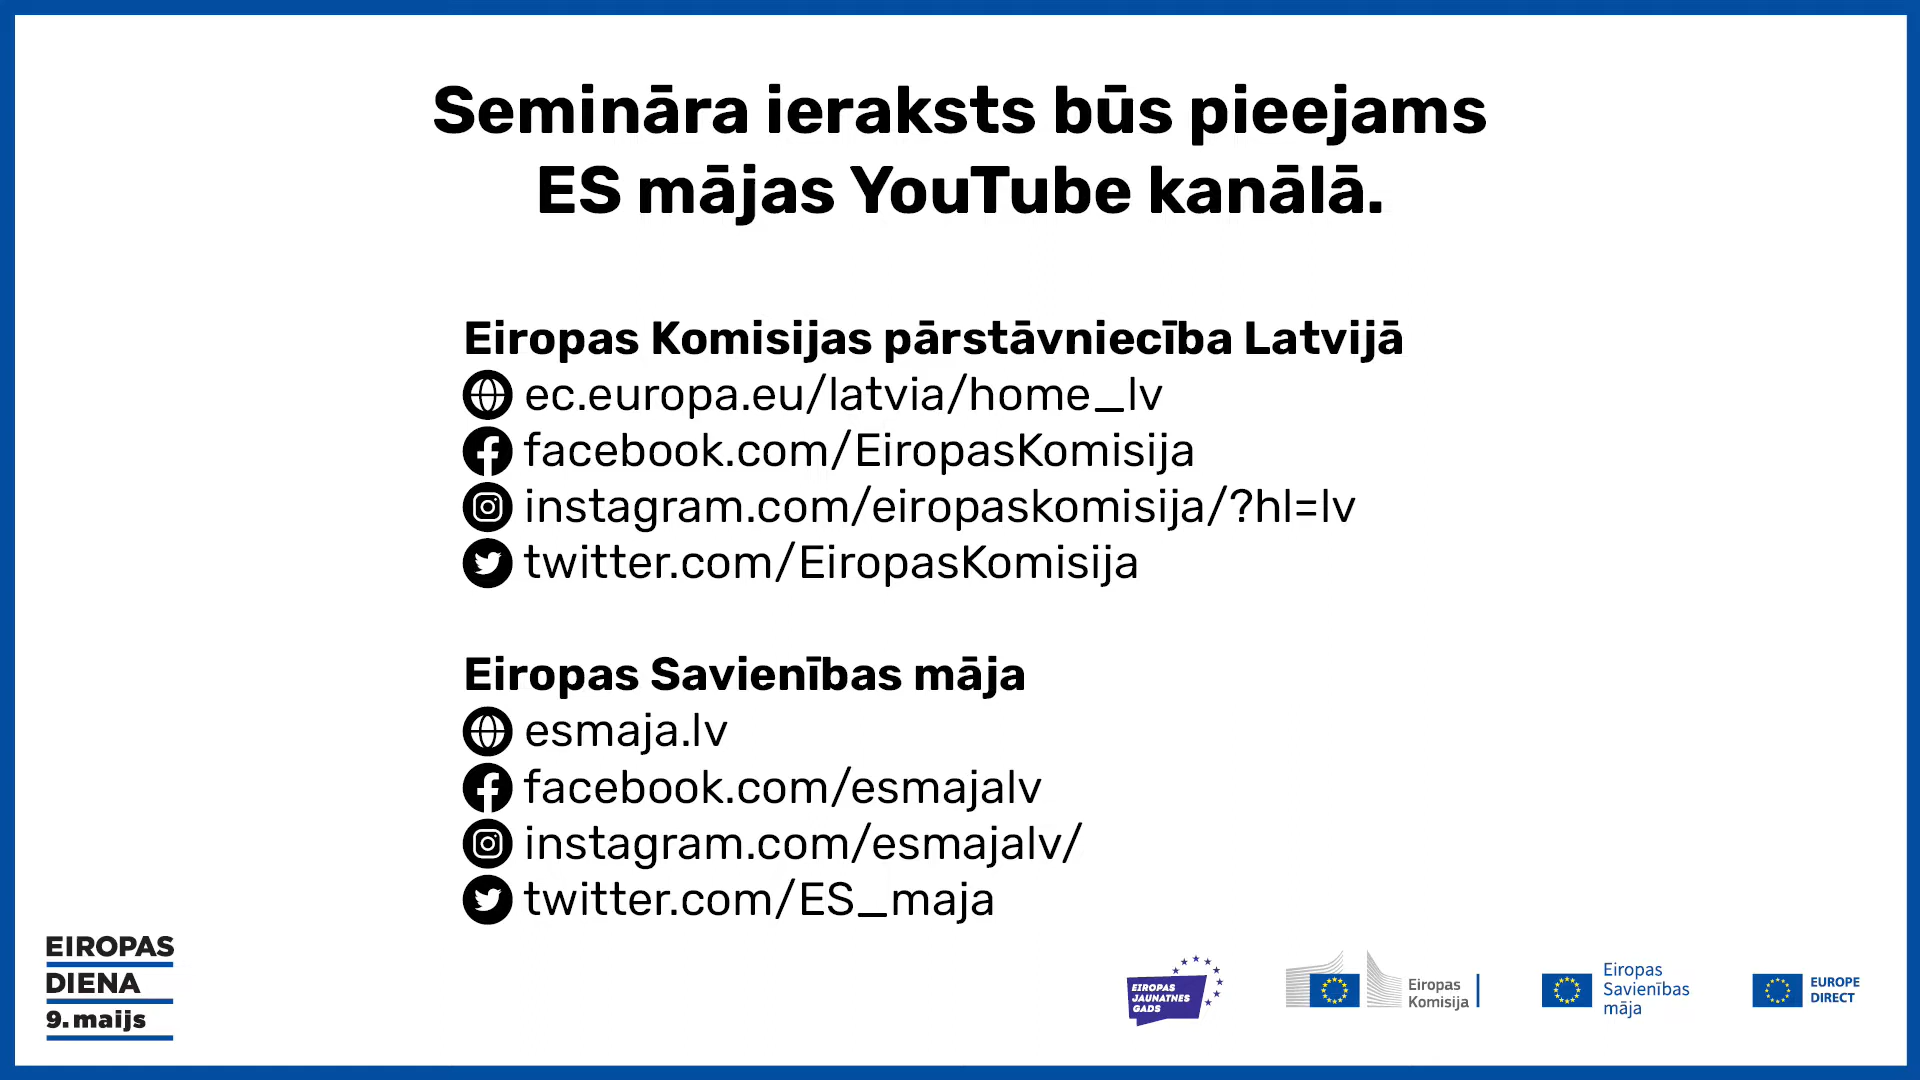 Semināra ieraksts būs pieejams
ES mājas YouTube kanālā.
Eiropas Komisijas pārstāvniecība Latvijā
ec.europa.eu/latvia/home_lv
facebook.com/EiropasKomisija
instagram.com/eiropaskomisija/?hl=lv
twitter.com/EiropasKomisija
Eiropas Savienības māja
esmaja.lv
facebook.com/esmajalv
instagram.com/esmajalv/
twitter.com/ES_maja
EIROPAS
DIENA
9. maijs
EIROPAS
JAUNATNES
GADS
Eiropas
Komisija
Eiropas
Savienības
māja
EUROPE
DIRECT